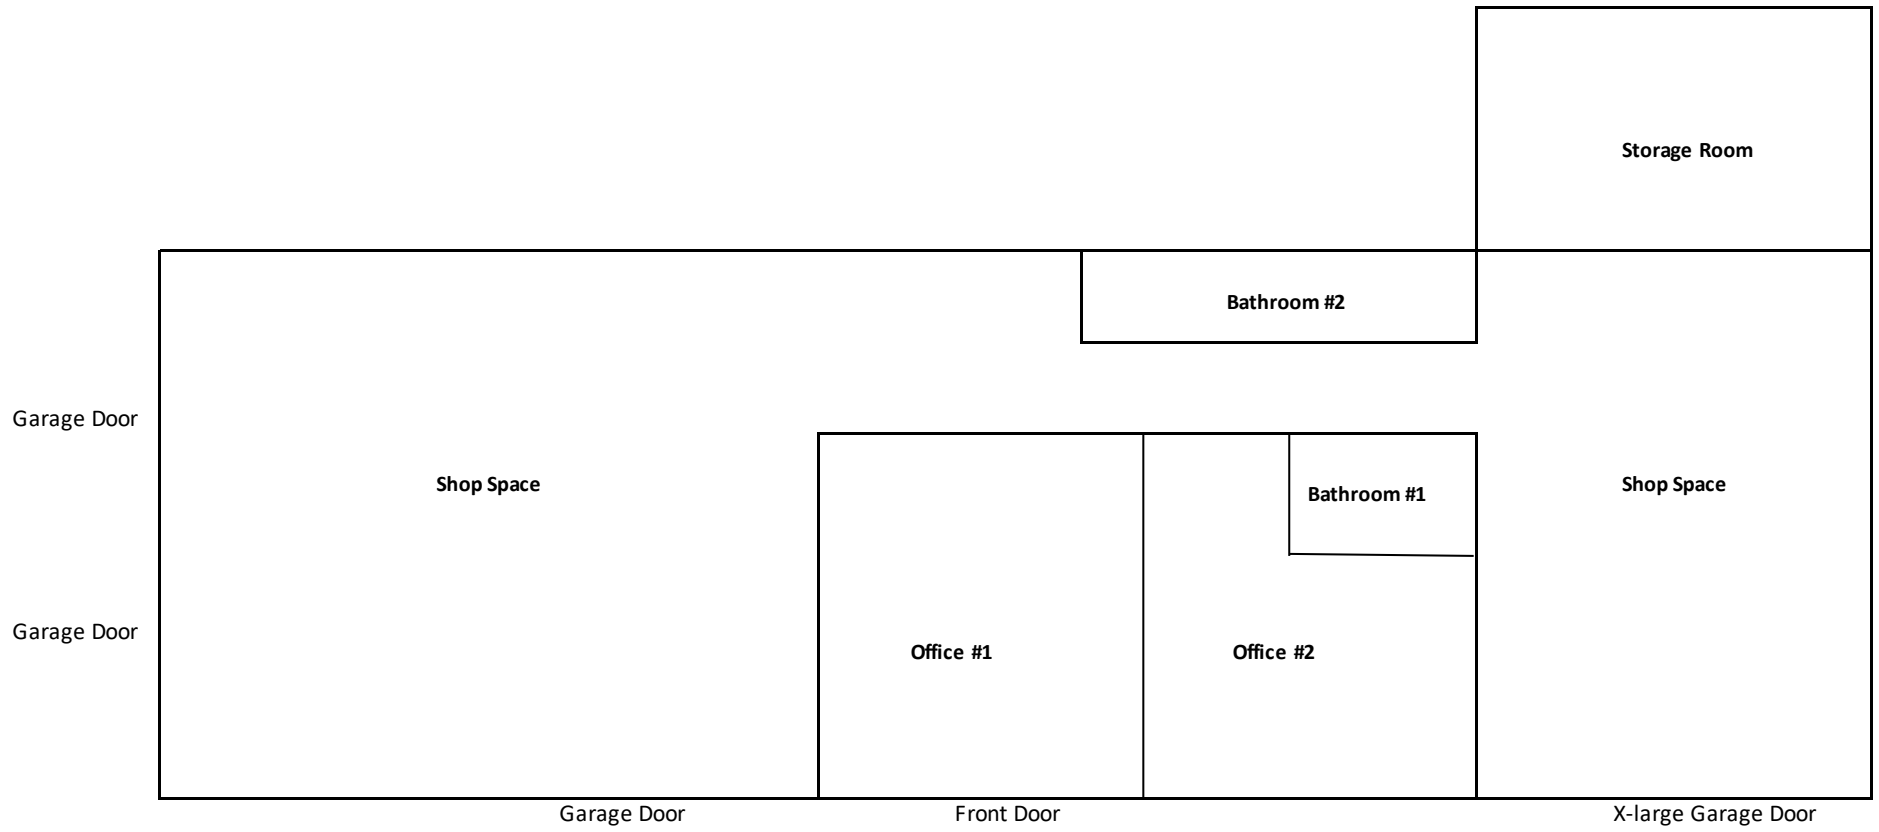 Storage Room
Bathroom #2
Garage Door
Shop Space
Bathroom #1
Shop Space
Garage Door
Office #1
Office #2
Garage Door
Front Door
X-large Garage Door